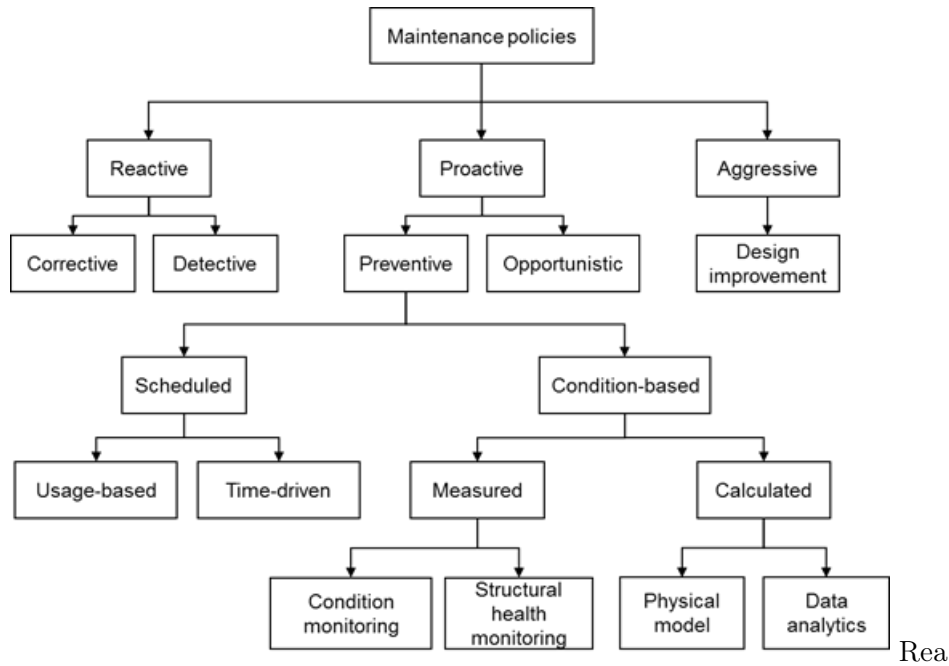 Maintenance policies
Reactive
Proactive
Aggressive
Corrective
Detective
Preventive
Opportunistic
Design
improvement
Scheduled
Condition-based
Usage-based
Time-driven
Measured
Calculated
Condition
monitoring
Structural
health
monitoring
Physical
model
Data
analytics
Rea